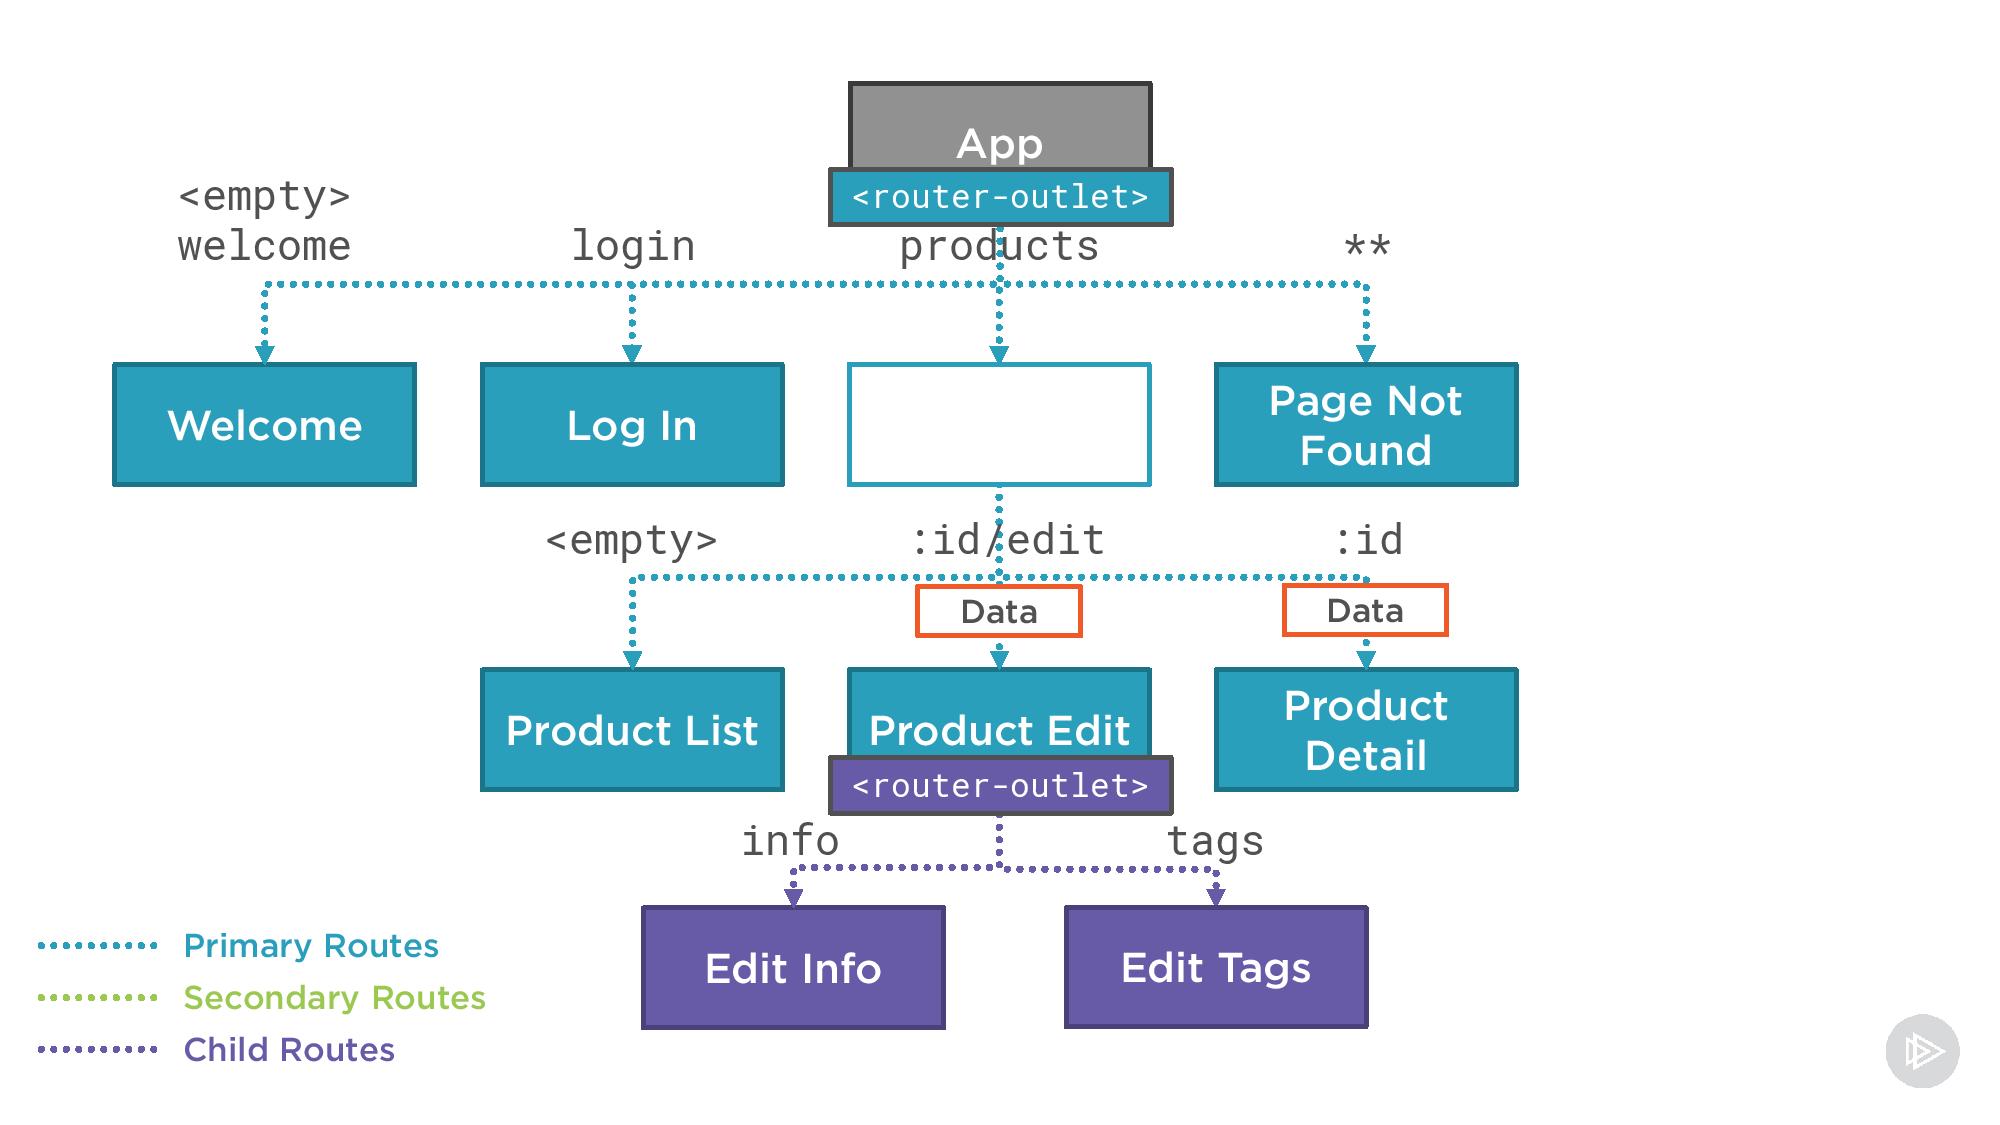 App
<router-outlet>
<empty>
welcome
login
products
**
Welcome
Log In
Page Not
Found
<empty>
:id/edit
:id
Data
Data
Product List
Product Edit
<router-outlet>
Product
Detail
info
tags
Edit Info
Edit Tags
Primary Routes
Secondary Routes
Child Routes